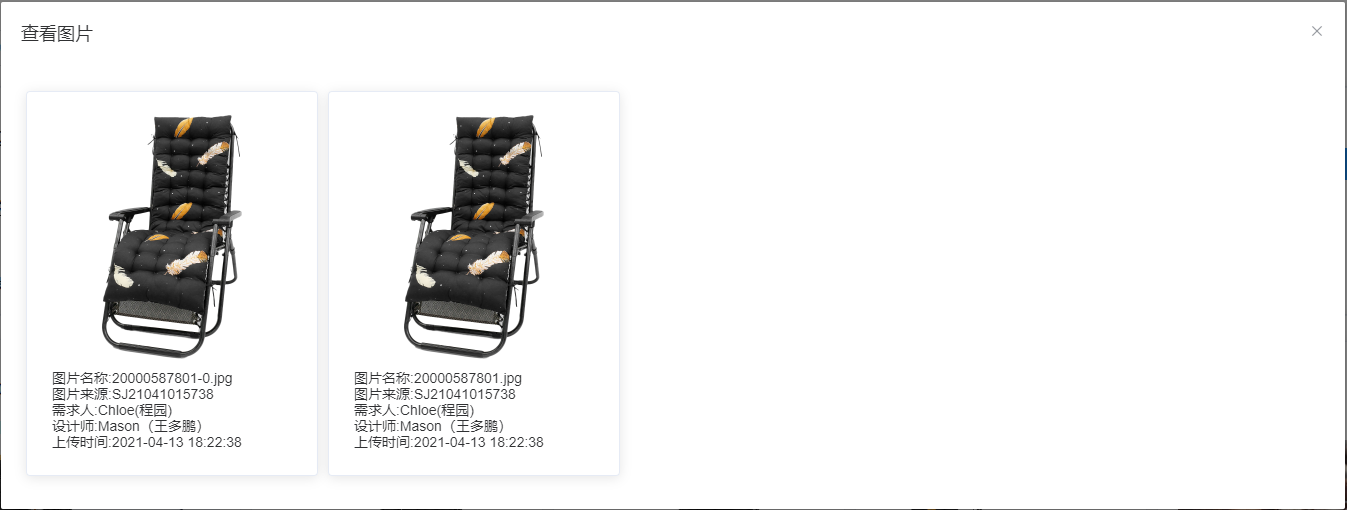 查看图片
图片名称:20000587801-0.jpg
图片来源:SJ21041015738
需求人:Chloe(程园)
设计师:Mason（王多鹏）
上传时间:2021-04-13 18:22:38
图片名称:20000587801.jpg
图片来源:SJ21041015738
需求人:Chloe(程园)
设计师:Mason（王多鹏）
上传时间:2021-04-13 18:22:38